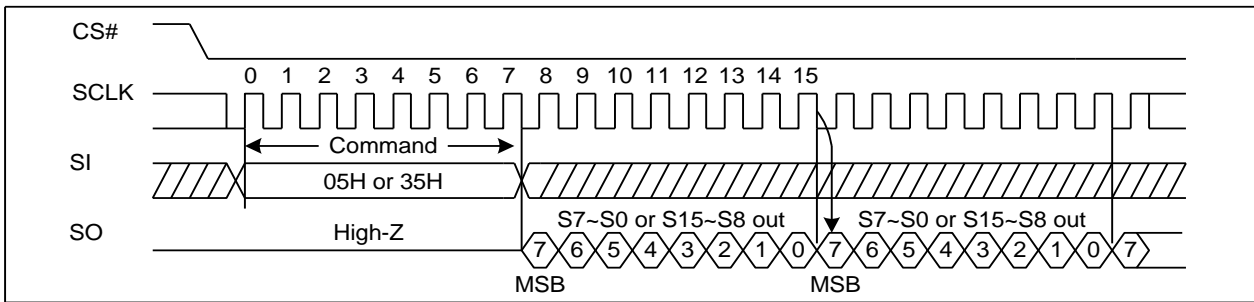 CS#
0 1 2 3 4 5 6 7 8 9 10 11 12 13 14 15
SCLK
Command
SI
05H or 35H
S7~S0 or S15~S8 out S7~S0 or S15~S8 out
SO
High-Z
7 6 5 4 3 2 1 0 7 6 5 4 3 2 1 0 7
MSB MSB